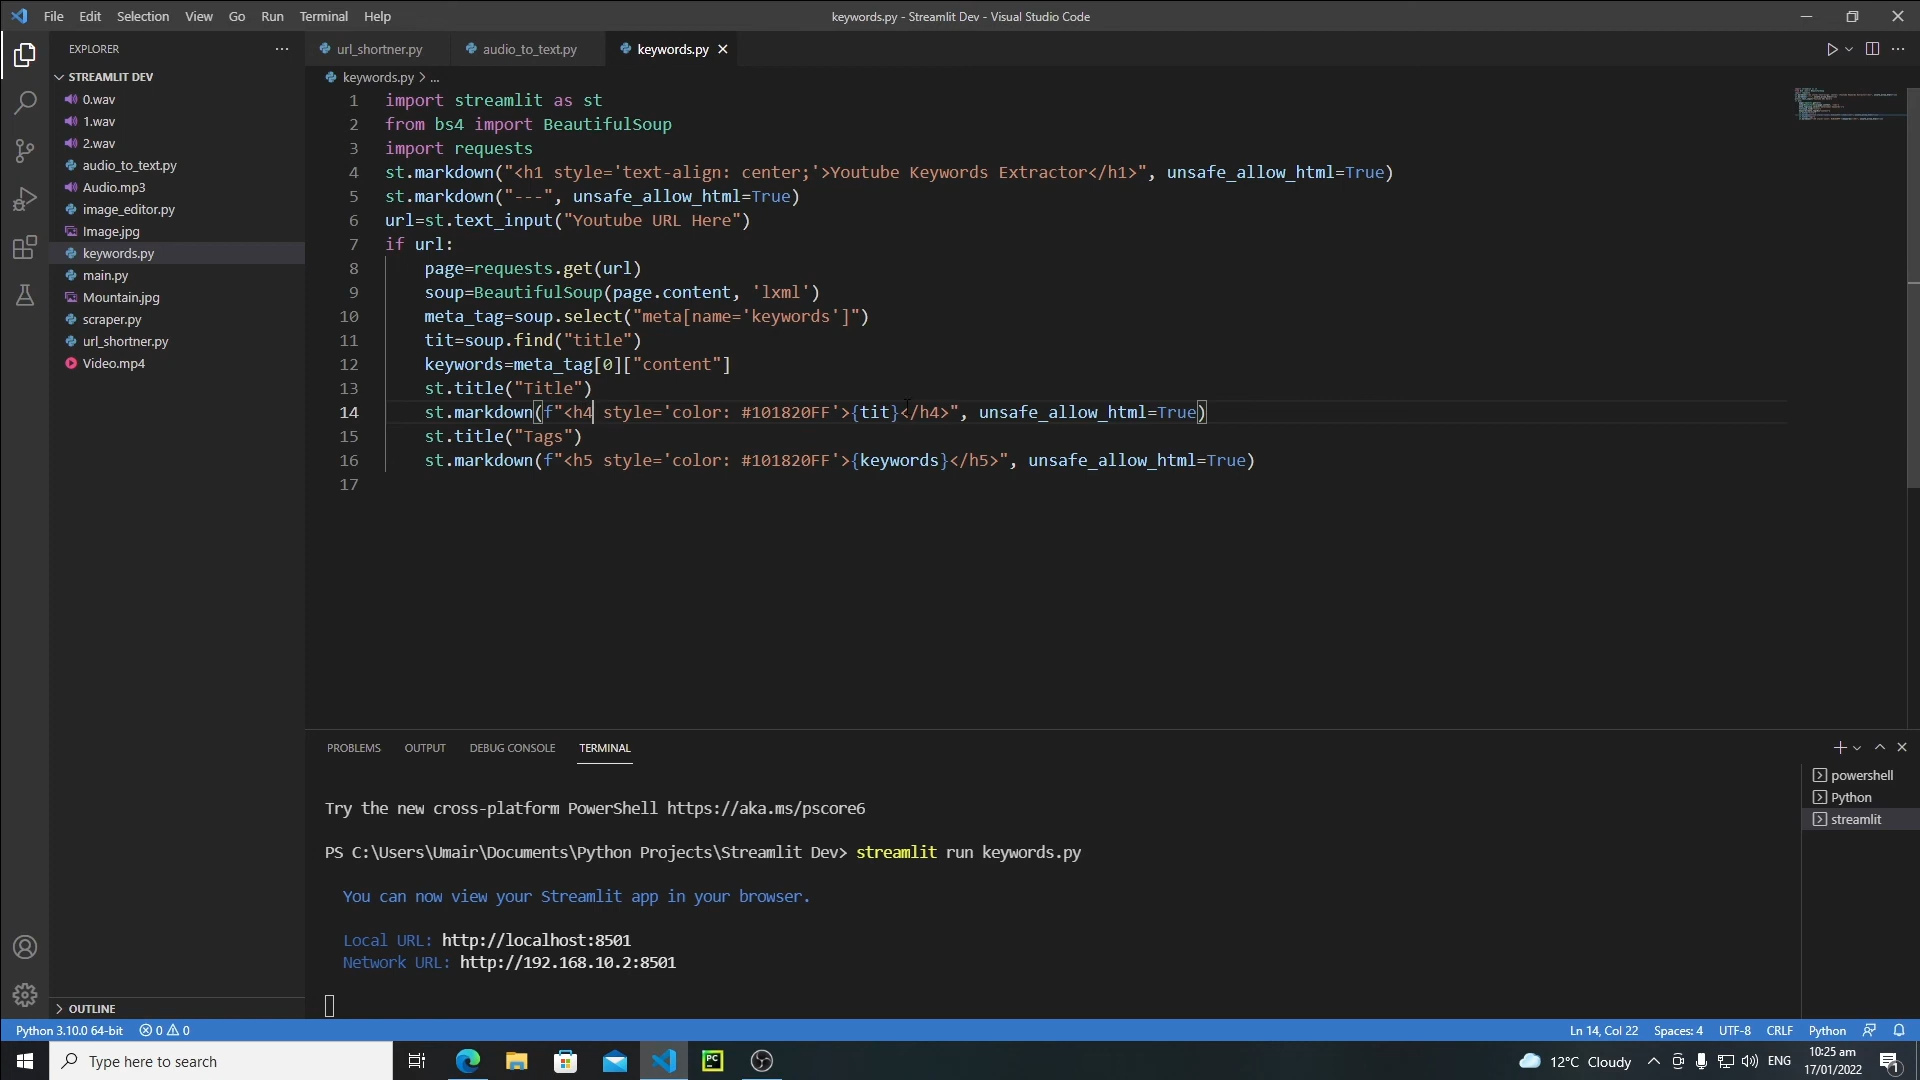 File Edit Selection View Go Run Terminal Help
keywords.py - Streamlit Dev - Visual Studio Code
EXPLORER
url_shortner.py
audio_to_text.py
keywords.py
STREAMLIT DEV
0.wav
1.wav
2.wav
audio_to_text.py
Audio.mp3
image_editor.py
Image.jpg
keywords.py
main.py
Mountain.jpg
scraper.py
url_shortner.py
Video.mp4
OUTLINE
keywords.py > ...
1 import streamlit as st
2 from bs4 import BeautifulSoup
3 import requests
4 st.markdown("<h1 style='text-align: center;'>Youtube Keywords Extractor</h1>", unsafe_allow_html=True)
5 st.markdown("---", unsafe_allow_html=True)
6 url=st.text_input("Youtube URL Here")
7 if url:
8     page=requests.get(url)
9     soup=BeautifulSoup(page.content, 'lxml')
10     meta_tag=soup.select("meta[name='keywords']")
11     tit=soup.find("title")
12     keywords=meta_tag[0]["content"]
13     st.title("Title")
14     st.markdown(f"<h4 style='color: #101820FF'>{tit}</h4>", unsafe_allow_html=True)
15     st.title("Tags")
16     st.markdown(f"<h5 style='color: #101820FF'>{keywords}</h5>", unsafe_allow_html=True)
17
PROBLEMS OUTPUT DEBUG CONSOLE TERMINAL
Try the new cross-platform PowerShell https://aka.ms/pscore6
PS C:\Users\Umair\Documents\Python Projects\Streamlit Dev> streamlit run keywords.py
You can now view your Streamlit app in your browser.
Local URL: http://localhost:8501
Network URL: http://192.168.10.2:8501
powershell
Python
streamlit
Python 3.10.0 64-bit 0 0
Ln 14, Col 22 Spaces: 4 UTF-8 CRLF Python
Type here to search
PC
12°C Cloudy
ENG
10:25 am
17/01/2022
1